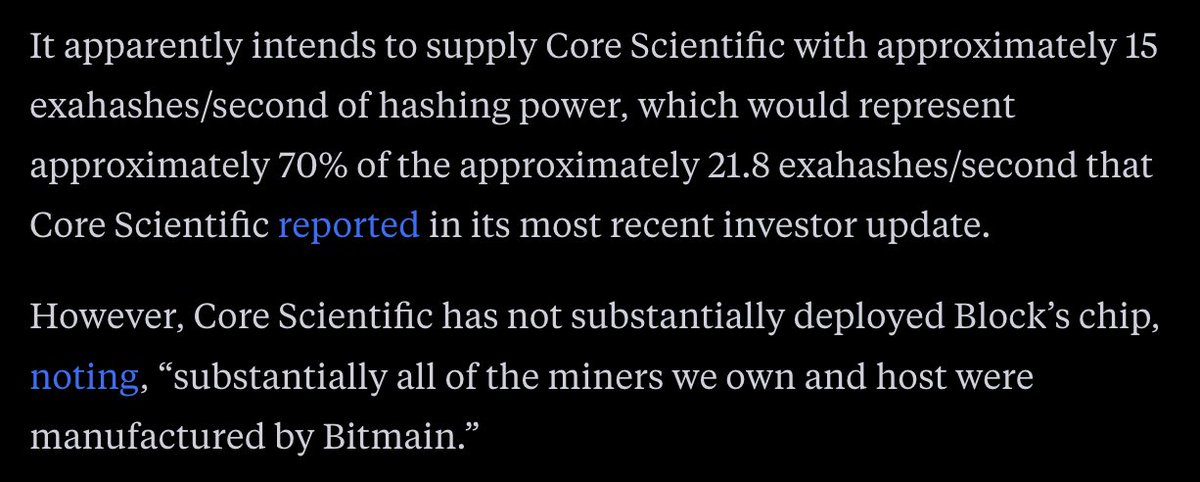 It apparently intends to supply Core Scientific with approximately 15
exahashes/second of hashing power, which would represent
approximately 70% of the approximately 21.8 exahashes/second that
Core Scientific reported in its most recent investor update.
However, Core Scientific has not substantially deployed Block’s chip,
noting, “substantially all of the miners we own and host were
manufactured by Bitmain.”